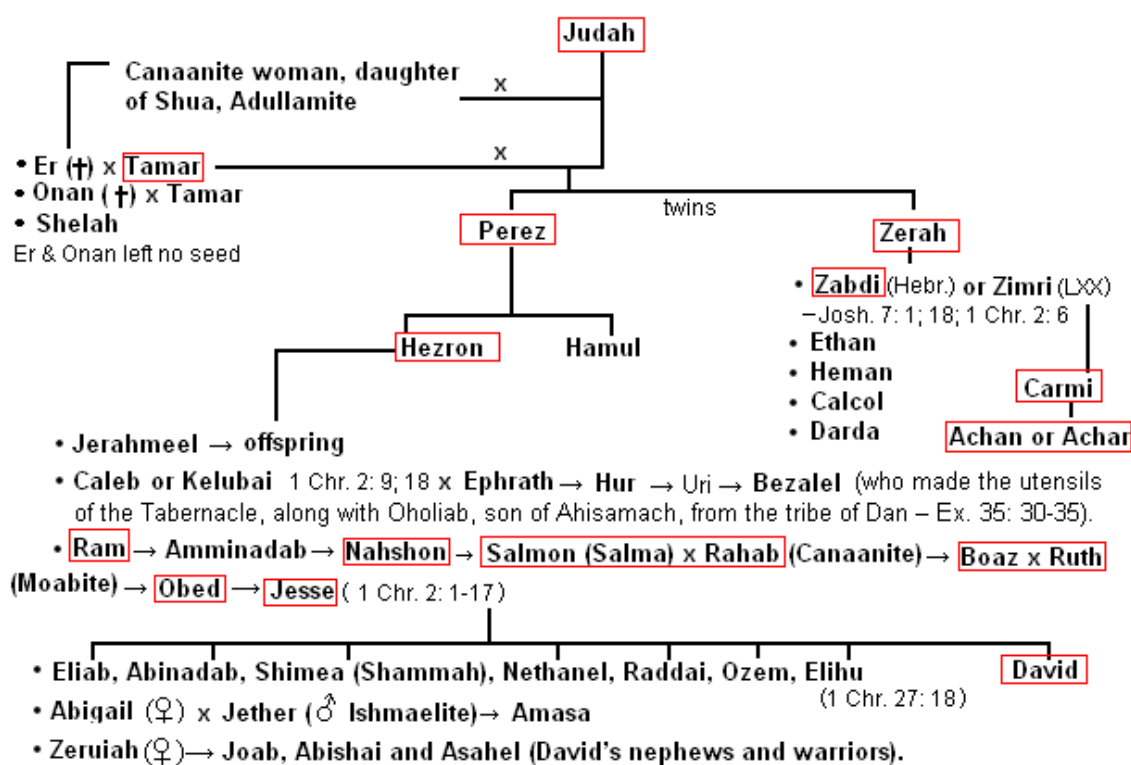 Judah
Canaanite woman, daughter
of Shua, Adullamite
x
• Er (✝) x Tamar
x
• Onan (✝) x Tamar
• Shelah
Er & Onan left no seed
twins
Perez
Zerah
• Zabdi (Hebr.) or Zimri (LXX)
–Josh. 7: 1; 18; 1 Chr. 2: 6
• Ethan
• Heman
• Calcol
• Darda
Hezron
Hamul
Carmi
Achan or Achar
• Jerahmeel → offspring
• Caleb or Kelubai 1 Chr. 2: 9; 18 x Ephrath → Hur → Uri → Bezalel (who made the utensils
of the Tabernacle, along with Oholiab, son of Ahisamach, from the tribe of Dan – Ex. 35: 30-35).
• Ram → Amminadab → Nahshon → Salmon (Salma) x Rahab (Canaanite) → Boaz x Ruth
(Moabite) → Obed → Jesse ( 1 Chr. 2: 1-17)
• Eliab, Abinadab, Shimea (Shammah), Nethanel, Raddai, Ozem, Elihu
David
(1 Chr. 27: 18)
• Abigail (♀) x Jether (♂ Ishmaelite) → Amasa
• Zeruiah (♀) → Joab, Abishai and Asahel (David's nephews and warriors).